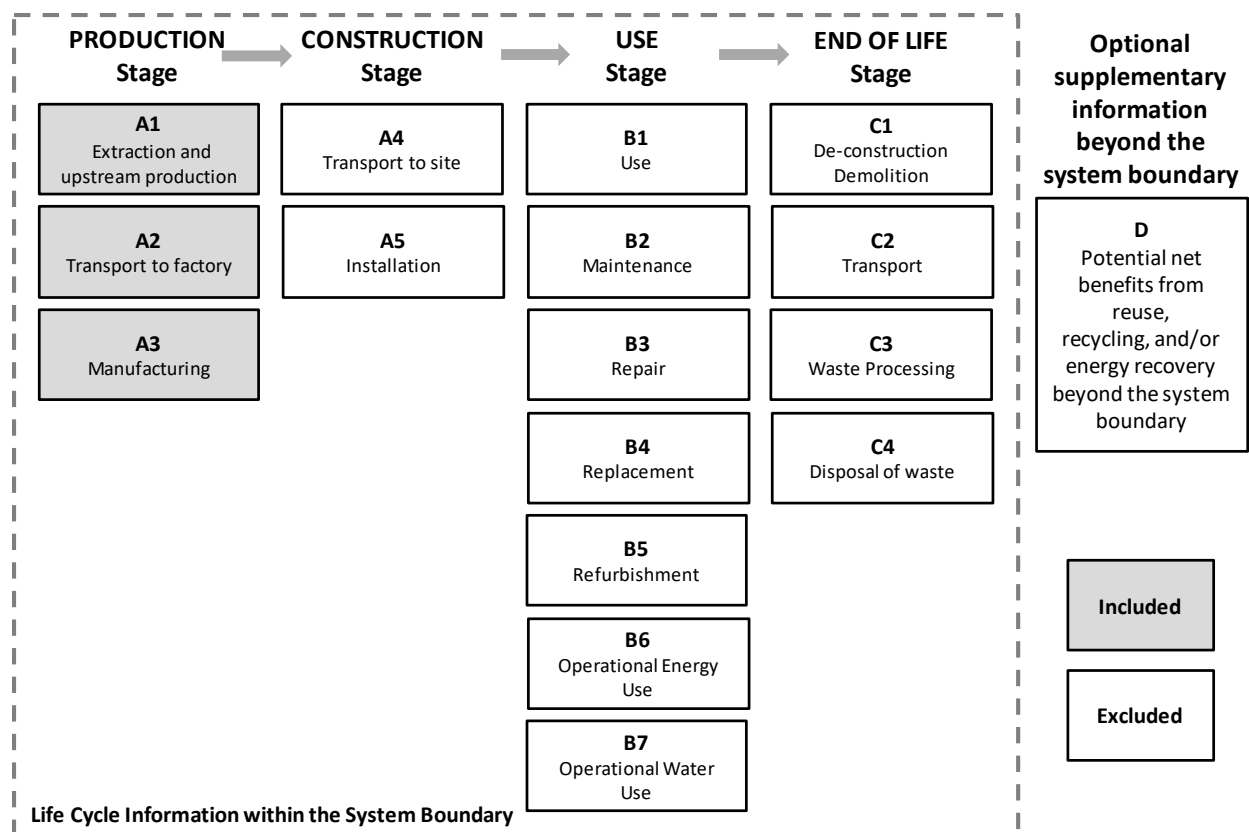 PRODUCTION
Stage
CONSTRUCTION
Stage
USE
Stage
END OF LIFE
Stage
A1
Extraction and
upstream production
A2
Transport to factory
A3
Manufacturing
A4
Transport to site
A5
Installation
B1
Use
B2
Maintenance
B3
Repair
B4
Replacement
B5
Refurbishment
B6
Operational Energy
Use
B7
Operational Water
Use
C1
De-construction
Demolition
C2
Transport
C3
Waste Processing
C4
Disposal of waste
Life Cycle Information within the System Boundary
Optional
supplementary
information
beyond the
system boundary
D
Potential net
benefits from
reuse,
recycling, and/or
energy recovery
beyond the system
boundary
Included
Excluded